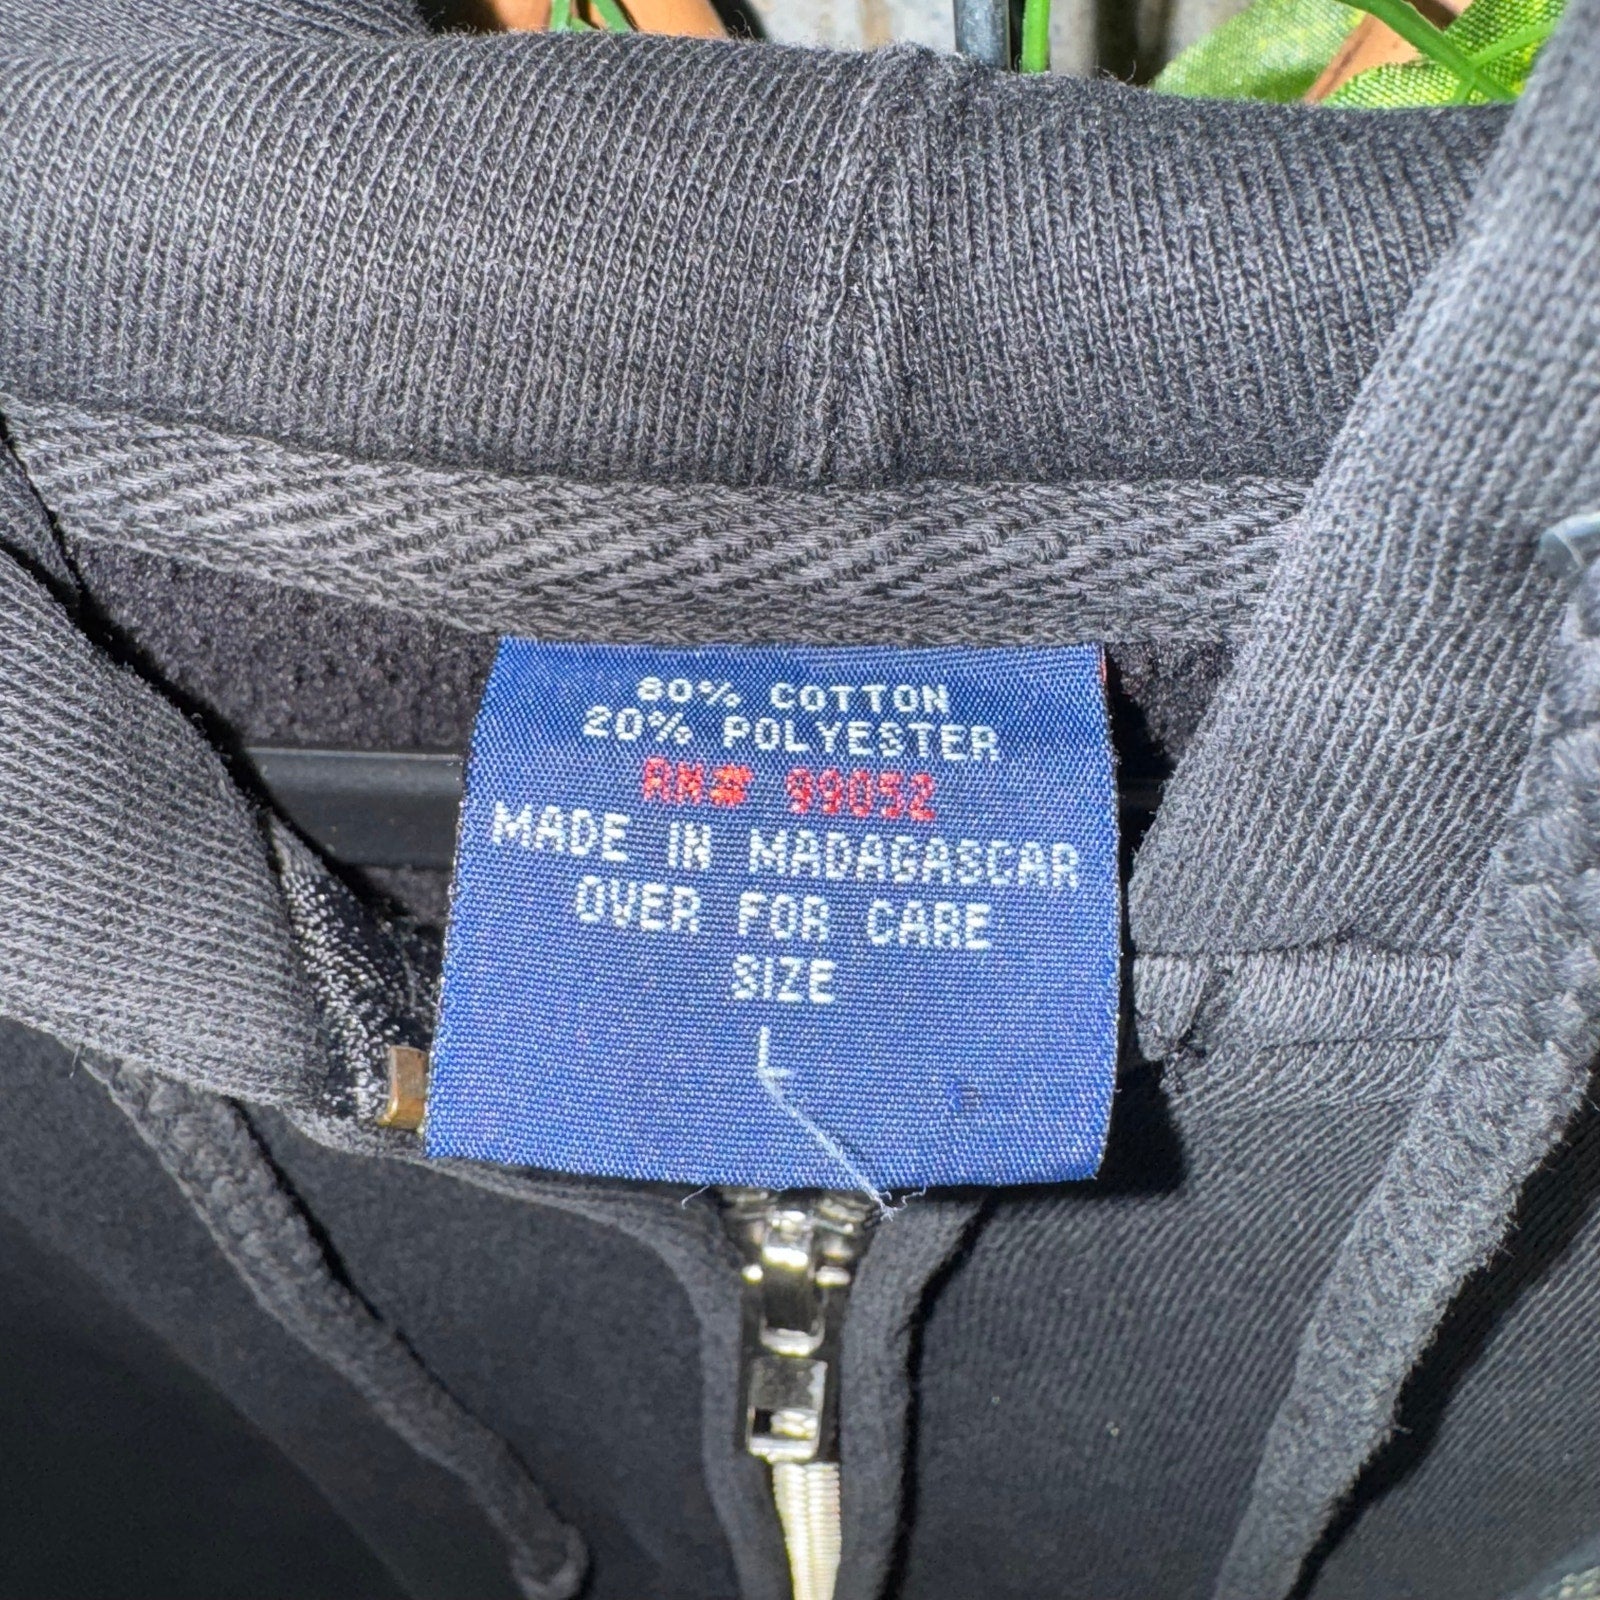 80% COTTON
20% POLYESTER
RN# 99052
MADE IN MADAGASCAR
OVER FOR CARE
SIZE
L